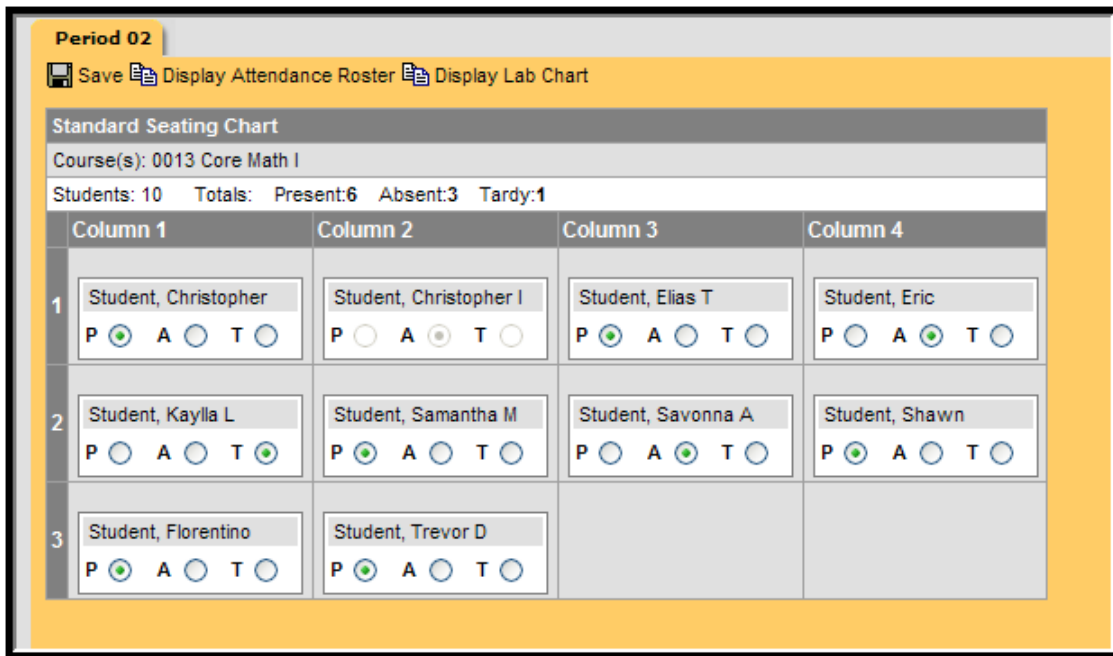 Period 02
Save Display Attendance Roster Display Lab Chart
Standard Seating Chart
Course(s): 0013 Core Math I
Students: 10 Totals: Present:6 Absent:3 Tardy:1
Column 1 Column 2 Column 3 Column 4
1
Student, Christopher Student, Christopher I Student, Elias T Student, Eric
P A T P A T P A T P A T
2
Student, Kaylla L Student, Samantha M Student, Savonna A Student, Shawn
P A T P A T P A T P A T
3
Student, Florentino Student, Trevor D
P A T P A T